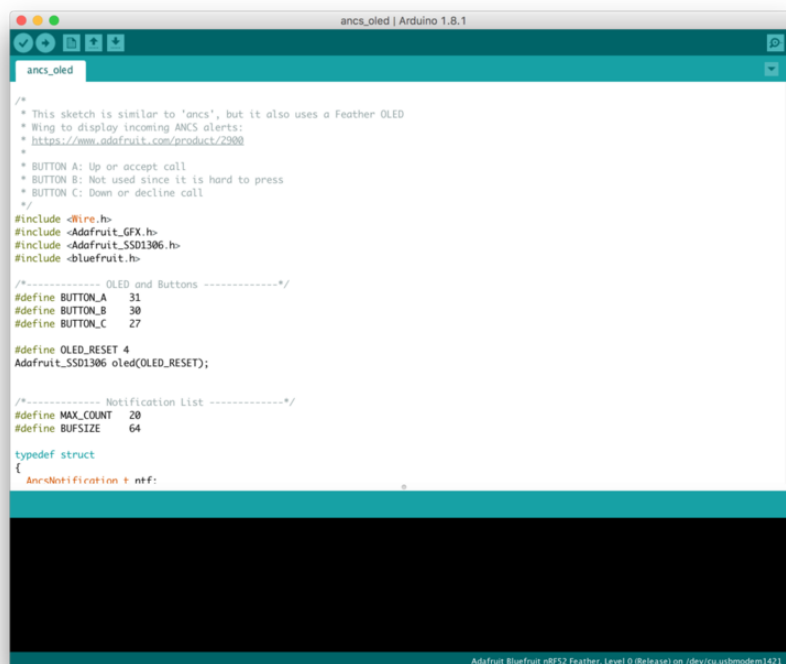 ancs_oled | Arduino 1.8.1
ancs_oled
/*
 * This sketch is similar to 'ancs', but it also uses a Feather OLED
 * Wing to display incoming ANCS alerts:
 * https://www.adafruit.com/product/2900
 *
 * BUTTON A: Up or accept call
 * BUTTON B: Not used since it is hard to press
 * BUTTON C: Down or decline call
 */
#include <Wire.h>
#include <Adafruit_GFX.h>
#include <Adafruit_SSD1306.h>
#include <bluefruit.h>
/*------------- OLED and Buttons -------------*/
#define BUTTON_A    31
#define BUTTON_B    30
#define BUTTON_C    27
#define OLED_RESET 4
Adafruit_SSD1306 oled(OLED_RESET);
/*------------- Notification List -------------*/
#define MAX_COUNT   20
#define BUFSIZE     64
typedef struct
{
  AncsNotification_t ntf;
Adafruit Bluefruit nRF52 Feather, Level 0 (Release) on /dev/cu.usbmodem1421